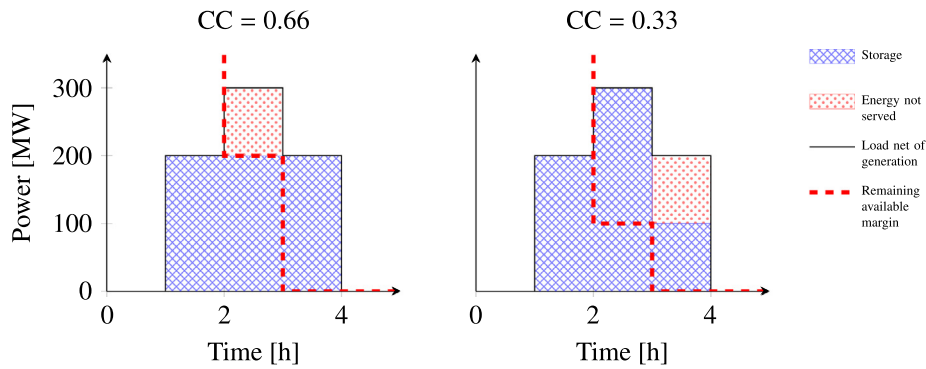 CC = 0.66
CC = 0.33
Power [MW]
300
200
100
0
0
2
4
Time [h]
0
2
4
Time [h]
Storage
Energy not
served
Load net of
generation
Remaining
available
margin